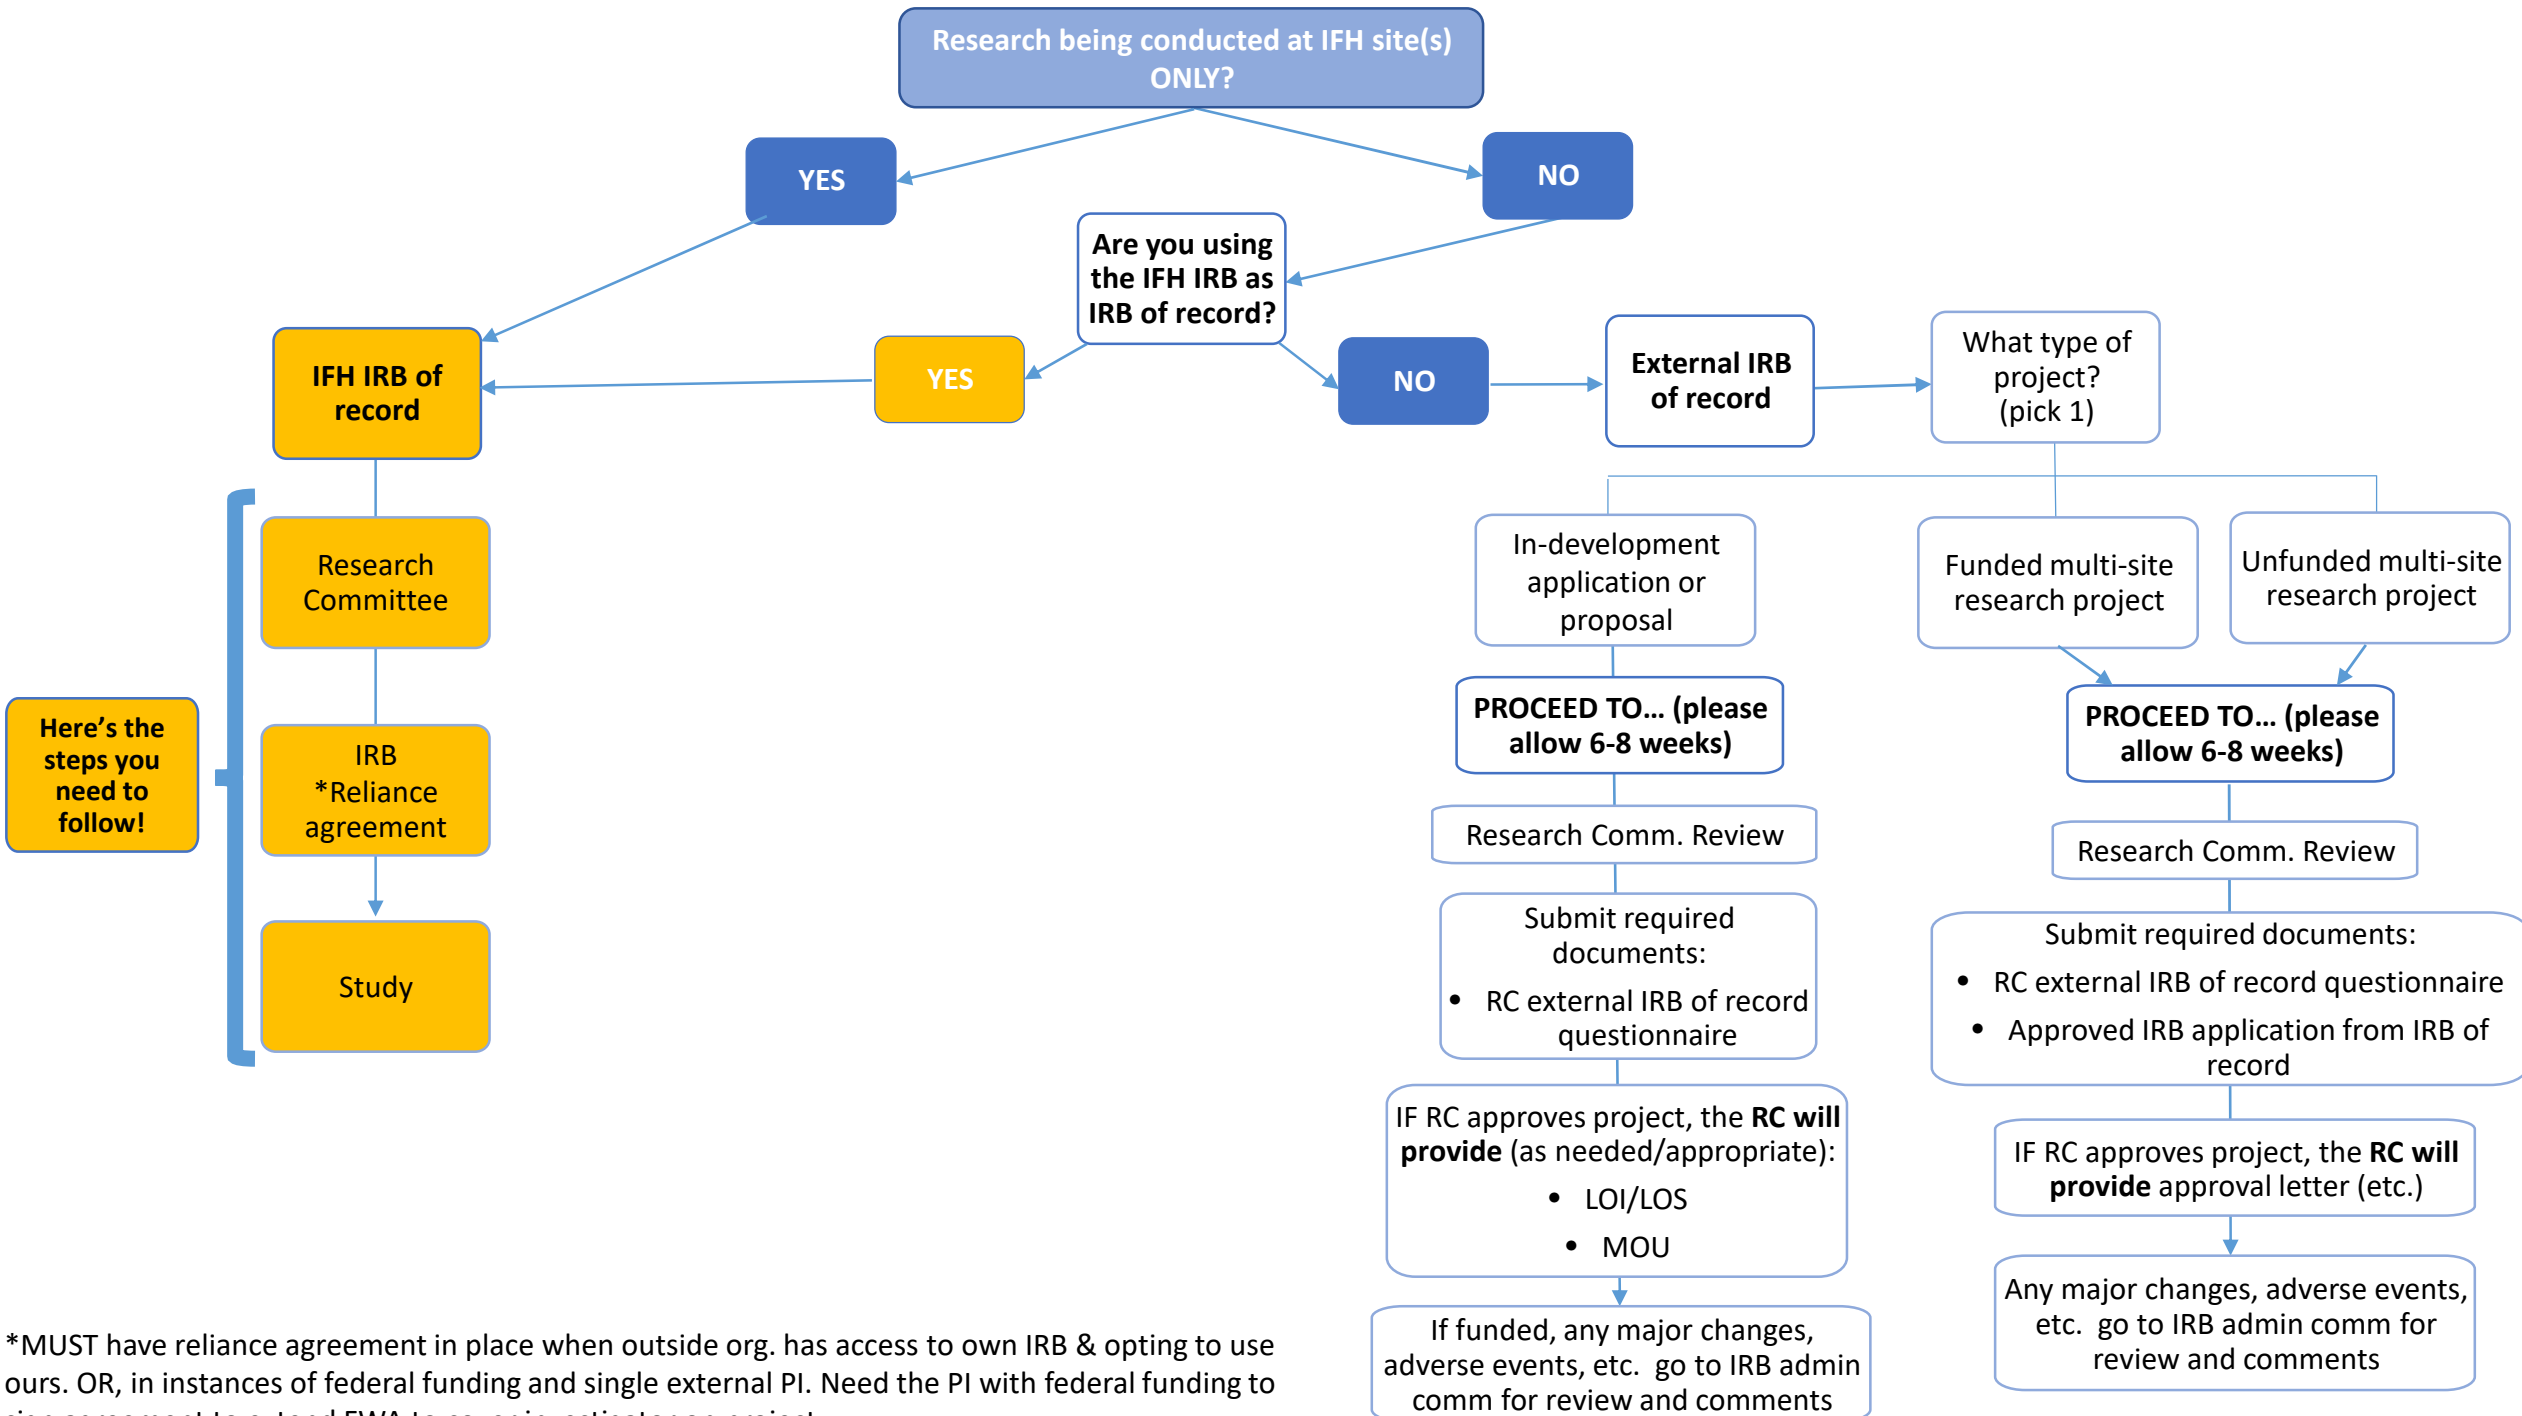 Research being conducted at IFH site(s)
ONLY?
YES
NO
Are you using
the IFH IRB as
IRB of record?
IFH IRB of
record
YES
NO
External IRB
of record
What type of
project?
(pick 1)
Research
Committee
In-development
application or
proposal
Funded multi-site
research project
Unfunded multi-site
research project
Here’s the
steps you
need to
follow!
IRB
*Reliance
agreement
Study
PROCEED TO… (please
allow 6-8 weeks)
Research Comm. Review
Submit required
documents:
• RC external IRB of record
questionnaire
IF RC approves project, the RC will
provide (as needed/appropriate):
• LOI/LOS
• MOU
If funded, any major changes,
adverse events, etc.  go to IRB admin
comm for review and comments
PROCEED TO… (please
allow 6-8 weeks)
Research Comm. Review
Submit required documents:
• RC external IRB of record questionnaire
• Approved IRB application from IRB of
record
IF RC approves project, the RC will
provide approval letter (etc.)
Any major changes, adverse events,
etc.  go to IRB admin comm for
review and comments
*MUST have reliance agreement in place when outside org. has access to own IRB & opting to use
ours. OR, in instances of federal funding and single external PI. Need the PI with federal funding to